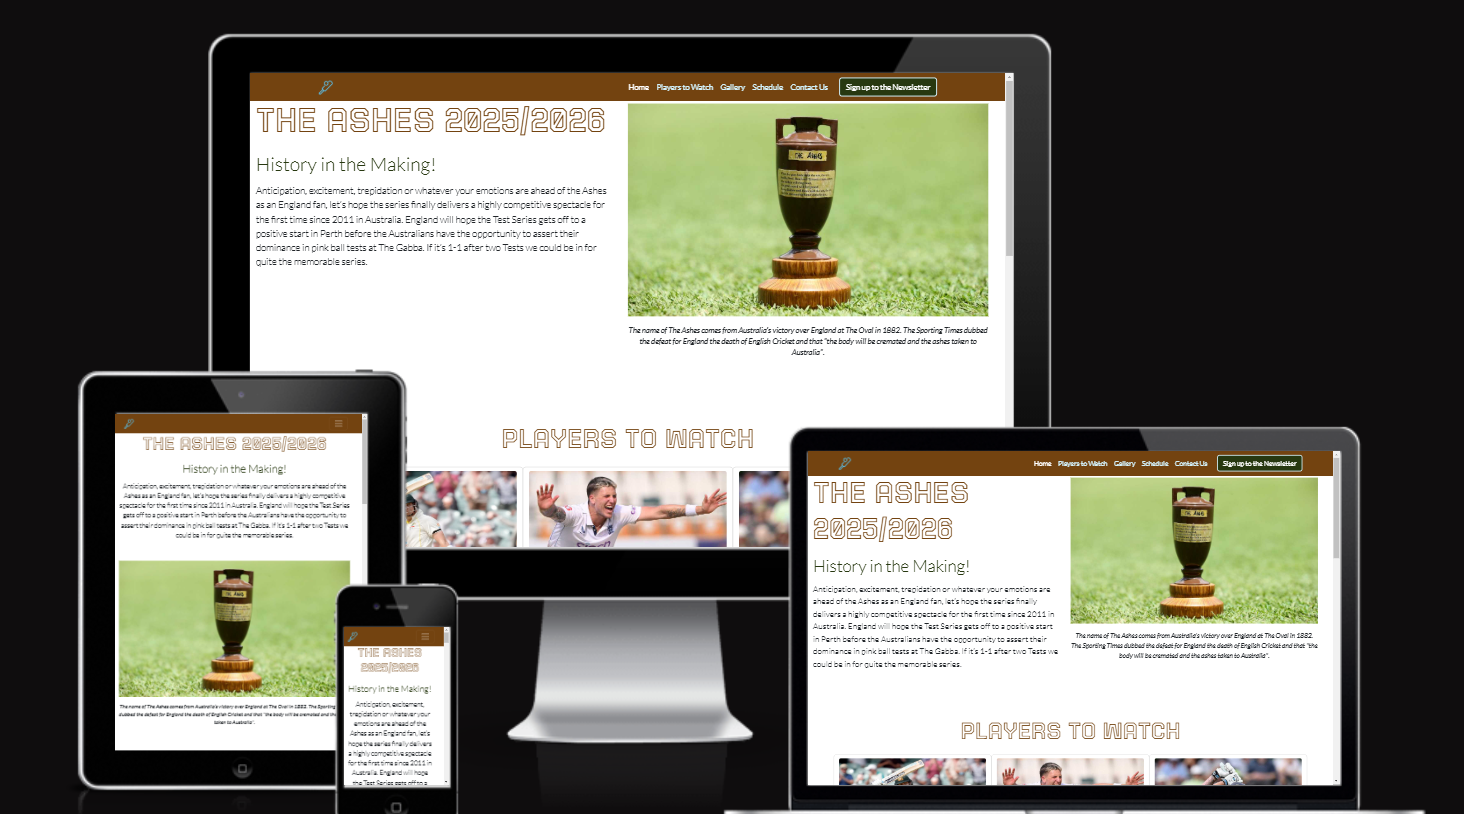 Home Players to Watch Gallery Schedule Contact Us Sign up to the Newsletter
THE ASHES 2025/2026
History in the Making!
Anticipation, excitement, trepidation or whatever your emotions are ahead of the Ashes
as an England fan, let's hope the series finally delivers a highly competitive spectacle for
the first time since 2011 in Australia. England will hope the Test Series gets off to a
positive start in Perth before the Australians have the opportunity to assert their
dominance in pink ball tests at The Gabba. If it's 1-1 after two Tests we could be in for
quite the memorable series.
THE ASHES
The name of The Ashes comes from Australia's victory over England at The Oval in 1882. The Sporting Times dubbed
the defeat for England the death of English Cricket and that "the body will be cremated and the ashes taken to
Australia".
PLAYERS TO WATCH
THE ASHES 2025/2026
History in the Making!
Anticipation, excitement, trepidation or whatever your emotions are ahead of the
Ashes as an England fan, let's hope the series finally delivers a highly competitive
spectacle for the first time since 2011 in Australia. England will hope the Test Series
gets off to a positive start in Perth before the Australians have the opportunity to
assert their dominance in pink ball tests at The Gabba. If it's 1-1 after two Tests we
could be in for quite the memorable series.
THE ASHES
The name of The Ashes comes from Australia's victory over England at The Oval in 1882. The Sporting
dubbed the defeat for England the death of English Cricket and that "the body will be cremated and the
taken to Australia".
THE ASHES
2025/2026
History in the Making!
Anticipation, excitement,
trepidation or whatever your
emotions are ahead of the
Ashes as an England fan, let's
hope the series finally delivers
a highly competitive spectacle
for the first time since 2011 in
Australia. England will hope
the Test Series gets off to a
Home Players to Watch Gallery Schedule Contact Us Sign up to the Newsletter
THE ASHES
2025/2026
History in the Making!
Anticipation, excitement, trepidation or whatever your emotions are
ahead of the Ashes as an England fan, let's hope the series finally
delivers a highly competitive spectacle for the first time since 2011 in
Australia. England will hope the Test Series gets off to a positive start
in Perth before the Australians have the opportunity to assert their
dominance in pink ball tests at The Gabba. If it's 1-1 after two Tests we
could be in for quite the memorable series.
THE ASHES
The name of The Ashes comes from Australia's victory over England at The Oval in 1882.
The Sporting Times dubbed the defeat for England the death of English Cricket and that "the
body will be cremated and the ashes taken to Australia".
PLAYERS TO WATCH